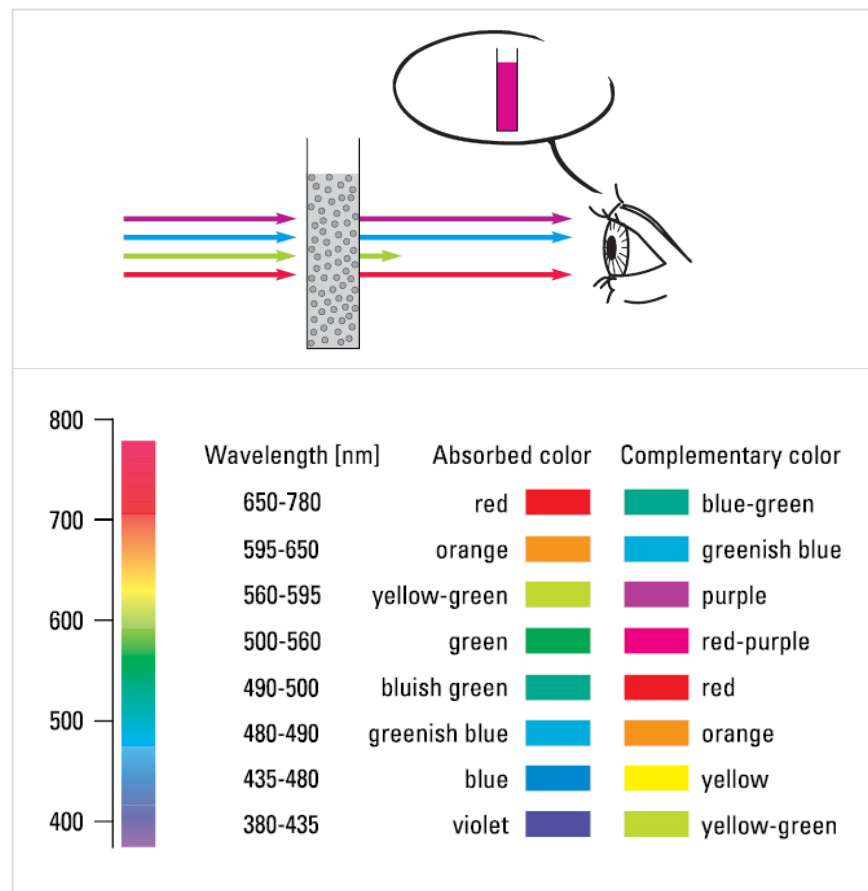 800
700
600
500
400
Wavelength [nm] Absorbed color Complementary color
650-780 red blue-green
595-650 orange greenish blue
560-595 yellow-green purple
500-560 green red-purple
490-500 bluish green red
480-490 greenish blue orange
435-480 blue yellow
380-435 violet yellow-green